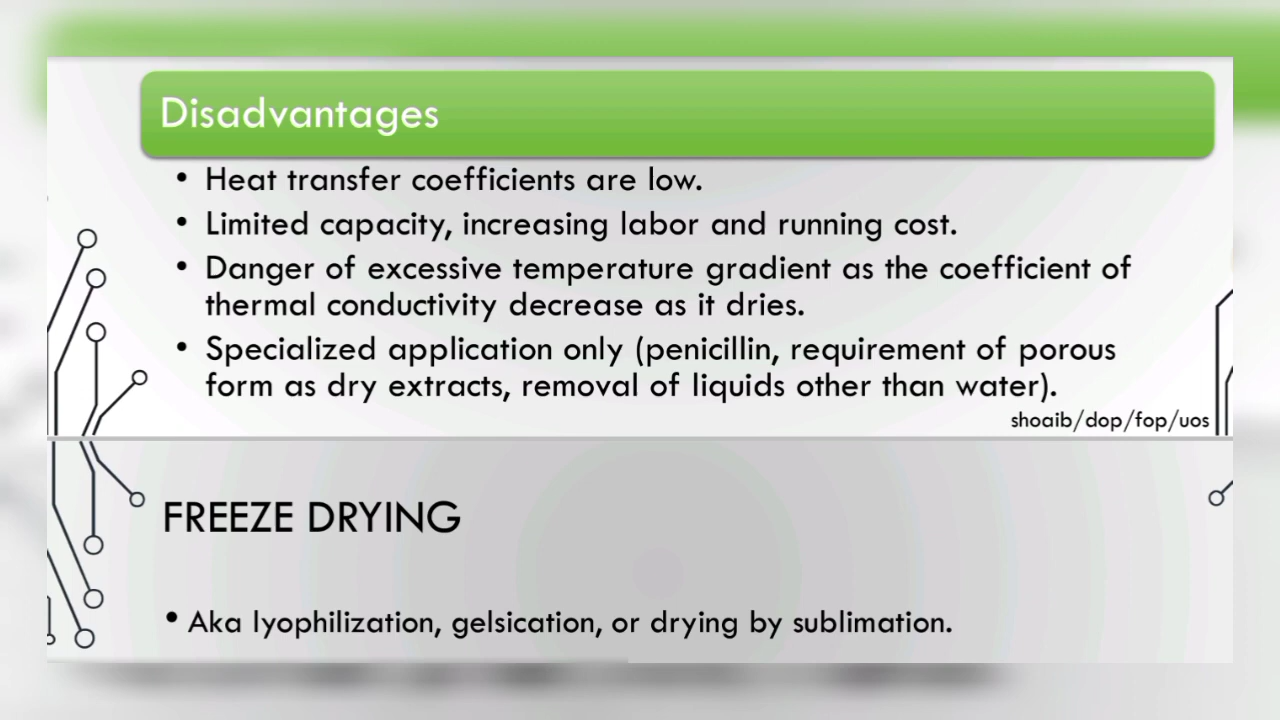 Disadvantages
• Heat transfer coefficients are low.
• Limited capacity, increasing labor and running cost.
• Danger of excessive temperature gradient as the coefficient of
thermal conductivity decrease as it dries.
• Specialized application only (penicillin, requirement of porous
form as dry extracts, removal of liquids other than water).
shoaib/dop/fop/uos
FREEZE DRYING
• Aka lyophilization, gelsication, or drying by sublimation.